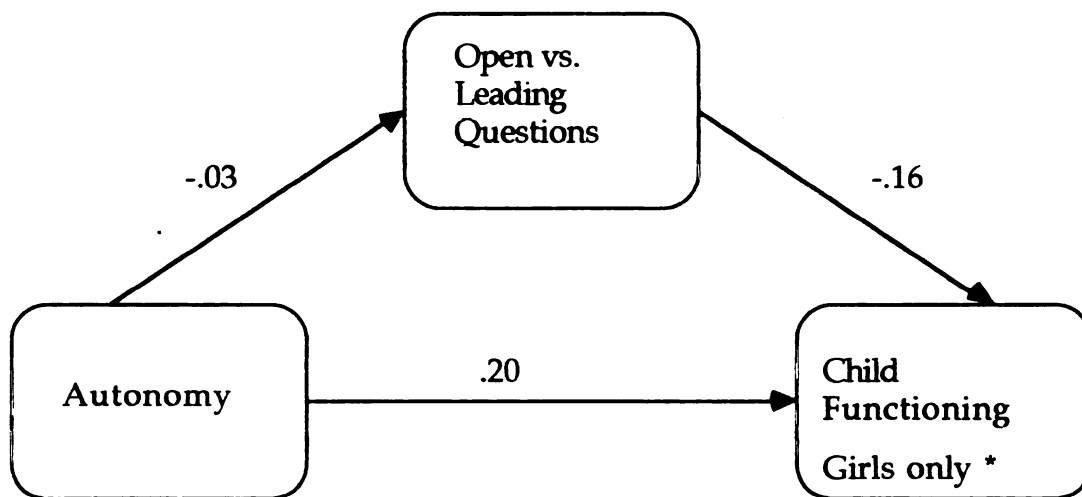 Open vs.
Leading
Questions
-.03
-.16
.20
Autonomy
Child
Functioning
Girls only *